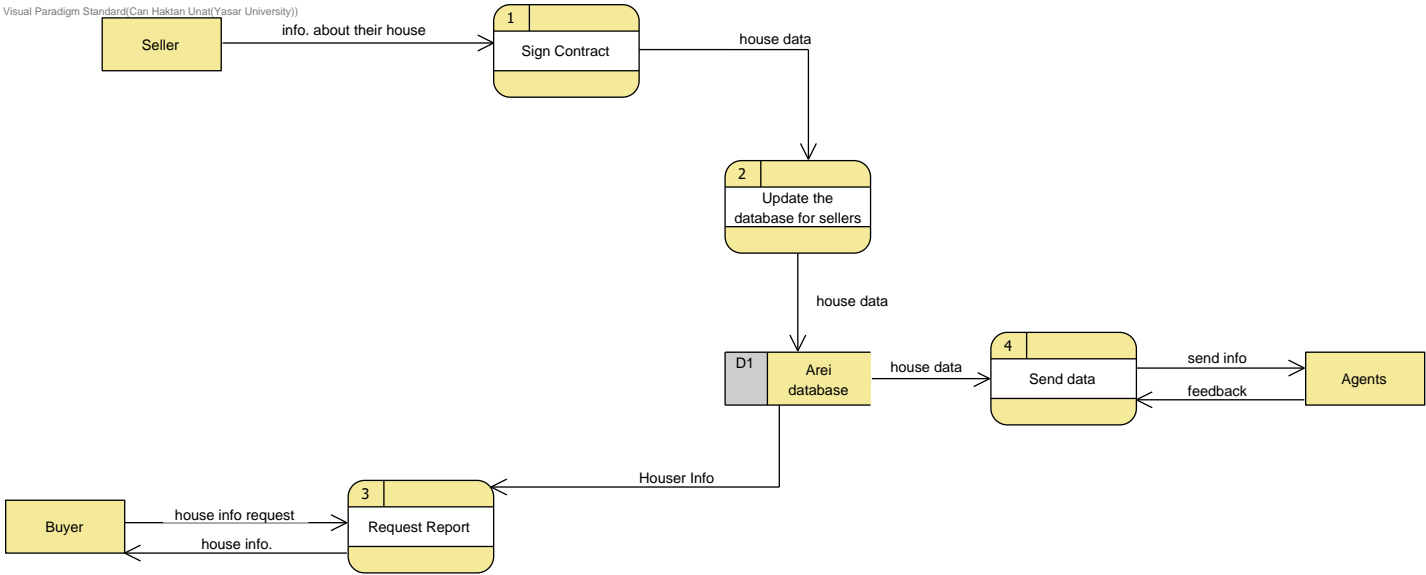 Visual Paradigm Standard(Can Haktan Unat(Yasar University))
Seller
info. about their house
1
Sign Contract
house data
2
Update the
database for sellers
house data
D1
Arei
database
house data
4
Send data
send info
feedback
Agents
Houser Info
3
Request Report
Buyer
house info request
house info.